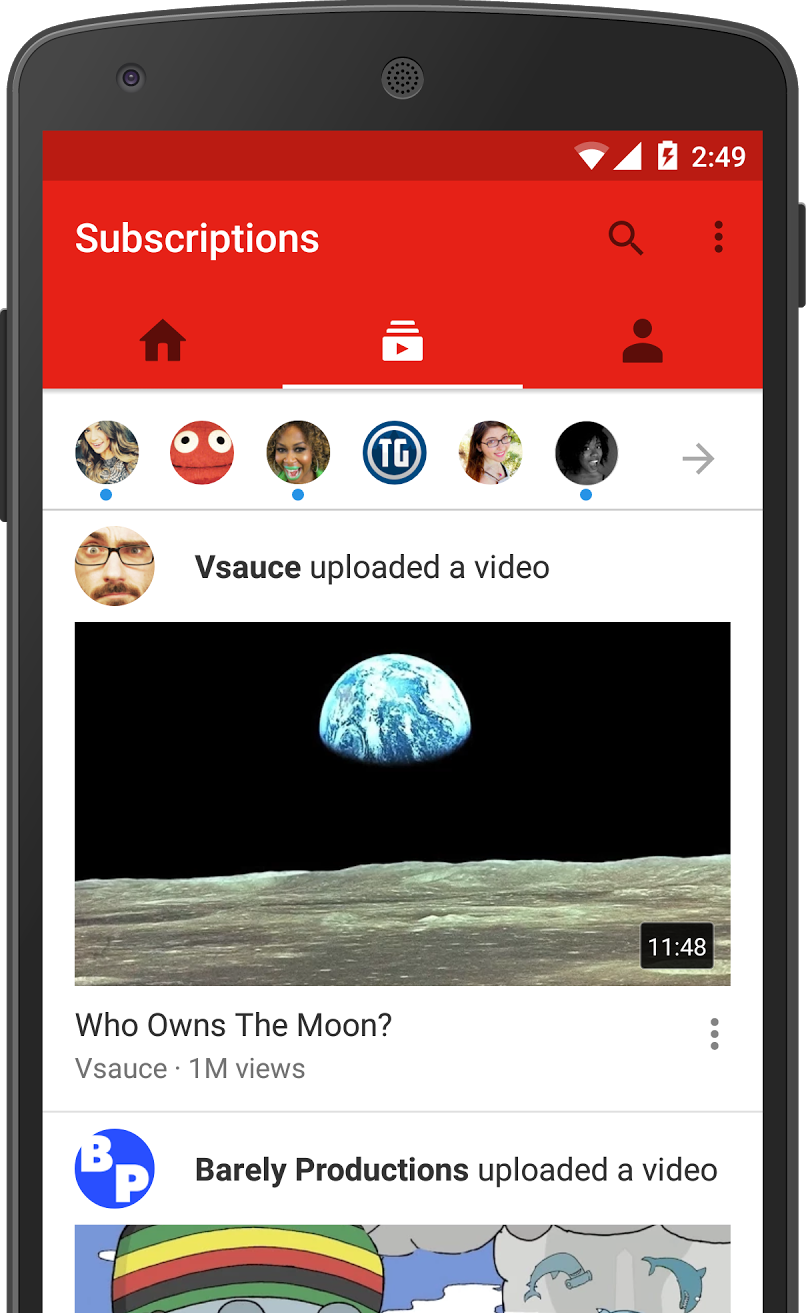 2:49
Subscriptions
TG
Vsauce uploaded a video
11:48
Who Owns The Moon?
Vsauce · 1M views
BP
Barely Productions uploaded a video